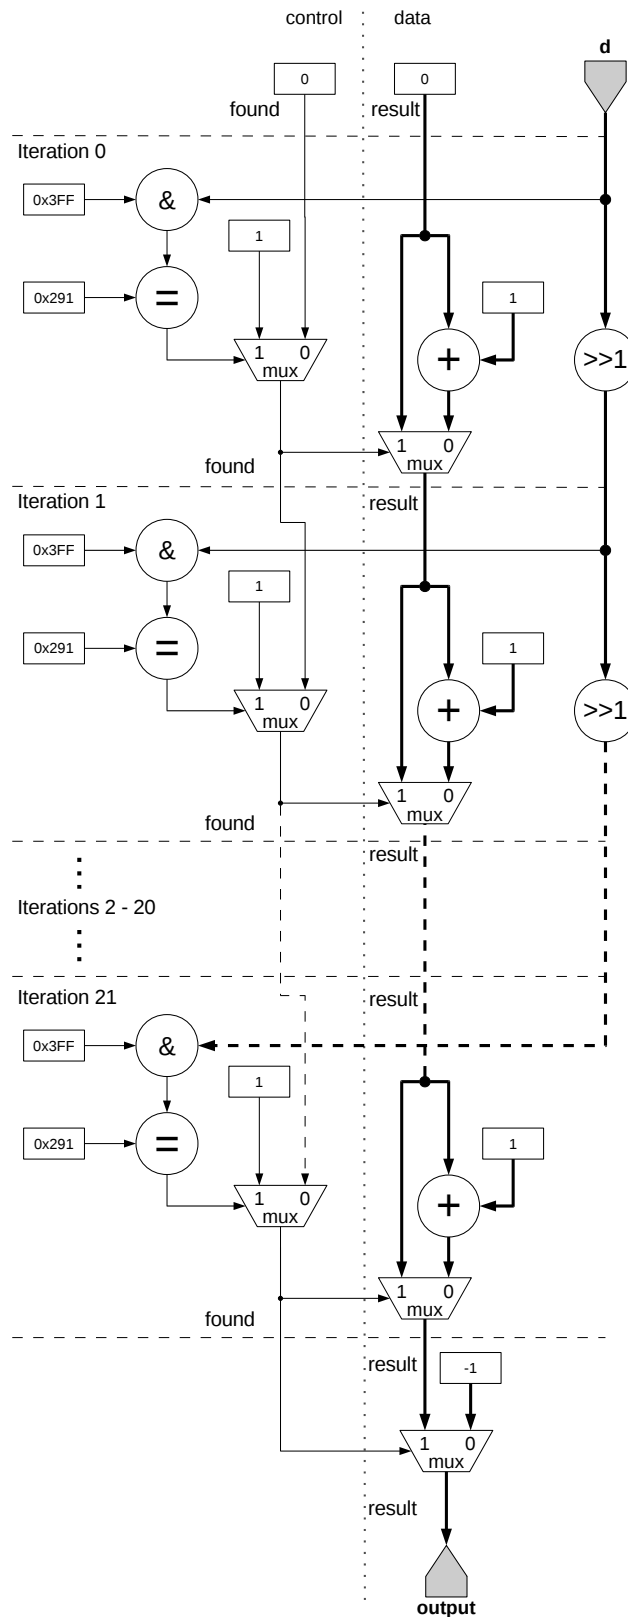 control data
d
0 0
found result
Iteration 0
0x3FF & 
1
0x291 = 1
1 0 + >>1
mux
1 0
found mux
result
Iteration 1
0x3FF &
1
0x291 = 1
1 0 + >>1
mux
1 0
found mux
result
Iterations 2 - 20
result
Iteration 21
0x3FF &
1
0x291 = 1
1 0 +
mux
1 0
found mux
result -1
1 0
mux
result
output